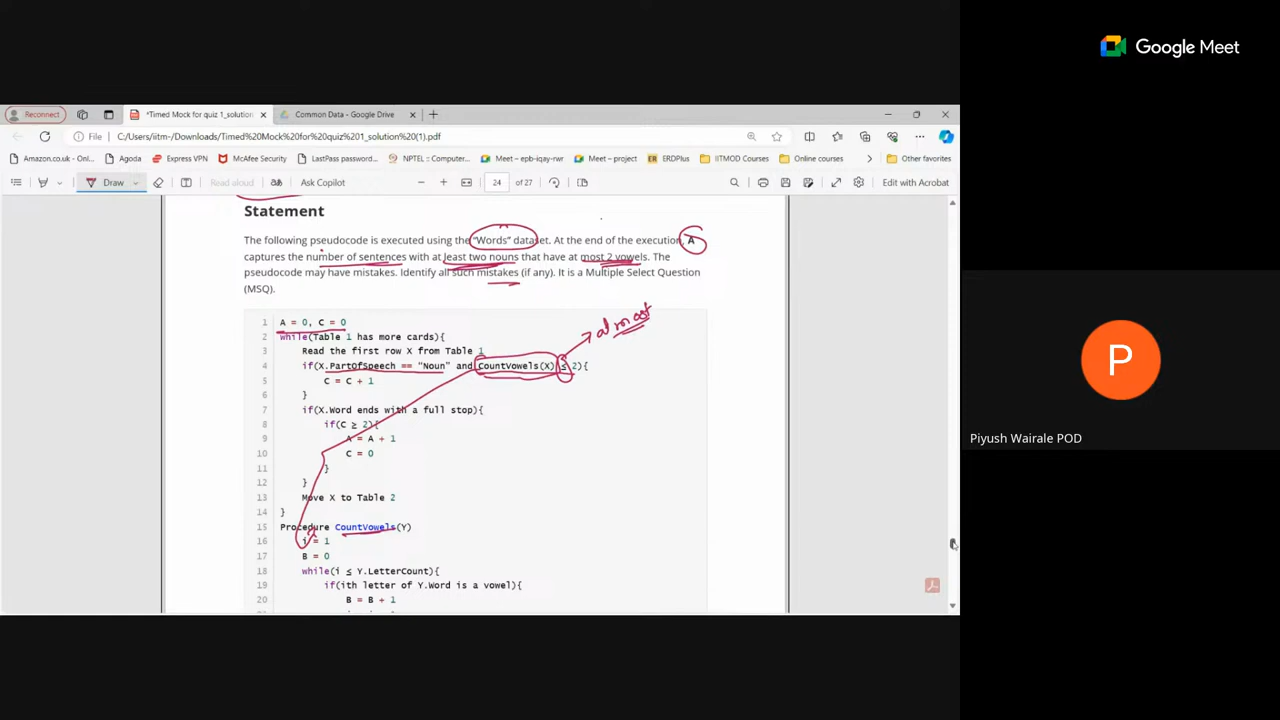 Google Meet
Reconnect
*Timed Mock for quiz 1_solution
Common Data - Google Drive
File
C:/Users/iitm-/Downloads/Timed%20Mock%20for%20quiz%201_solution%20(1).pdf
Amazon.co.uk - Onl...
Agoda
Express VPN
McAfee Security
LastPass password...
NPTEL :: Computer...
Meet – epb-iqay-rw
Meet – project
ER ERDPlus
IITMOD Courses
Online courses
Other favorites
Draw
Read aloud
Ask Copilot
24 of 27
Edit with Acrobat
Statement
The following pseudocode is executed using the "Words" dataset. At the end of the execution, A
captures the number of sentences with at least two nouns that have at most 2 vowels. The
pseudocode may have mistakes. Identify all such mistakes (if any). It is a Multiple Select Question
(MSQ).
almost
1 A = 0, C = 0
2 while(Table 1 has more cards){
3 Read the first row X from Table 1
4 if(X.PartOfSpeech == "Noun" and CountVowels(X) ≤ 2){
5 C = C + 1
6 }
7 if(X.Word ends with a full stop){
8 if(C ≥ 2){
9 A = A + 1
10 C = 0
11 }
12 }
13 Move X to Table 2
14 }
15 Procedure CountVowels(Y)
16 i = 1
17 B = 0
18 while(i ≤ Y.LetterCount){
19 if(ith letter of Y.Word is a vowel){
20 B = B + 1
P
Piyush Wairale POD